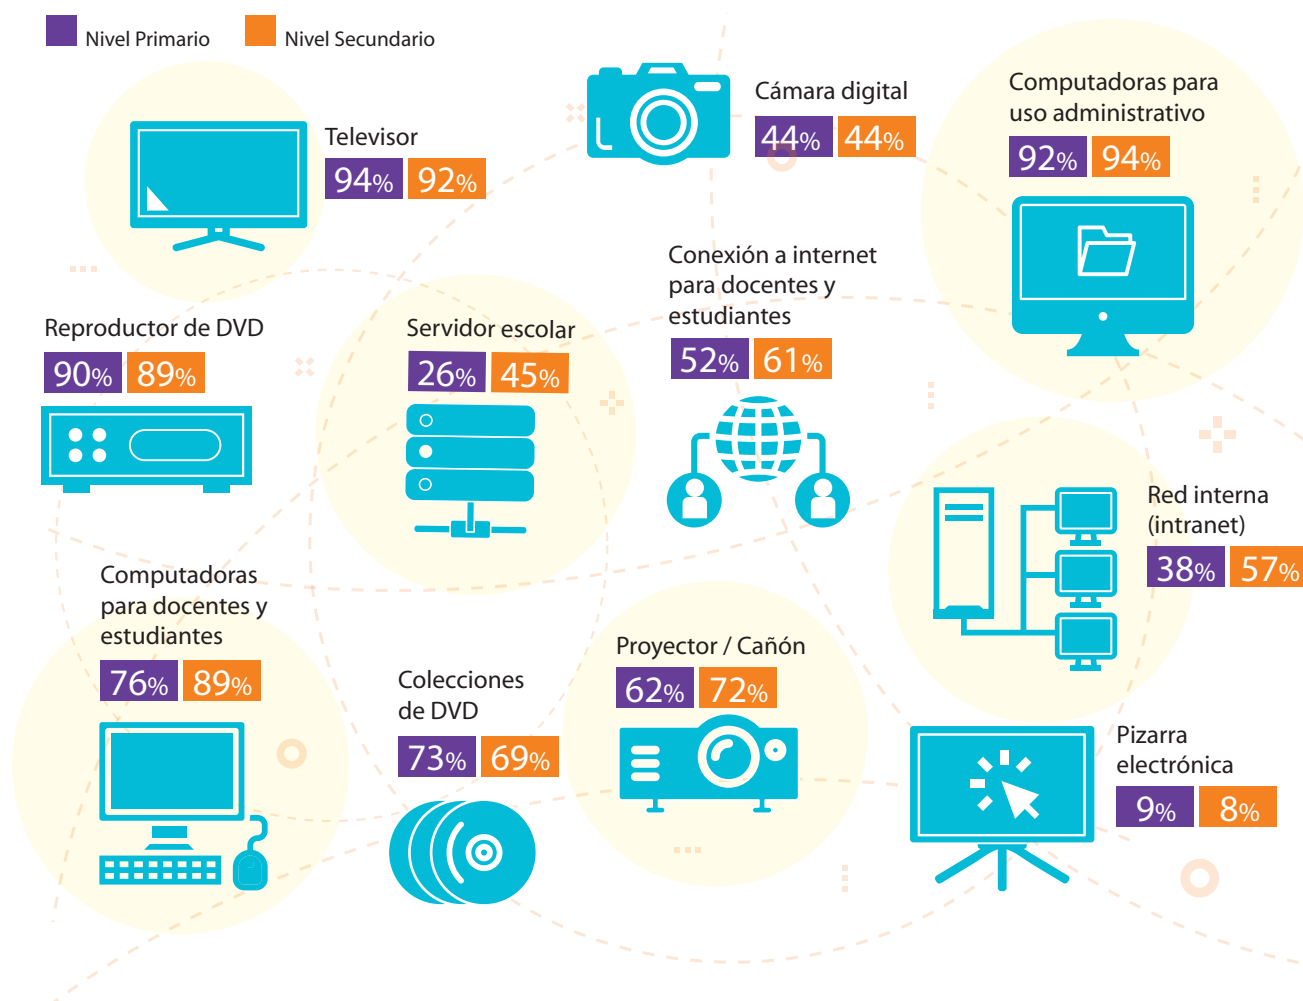 Nivel Primario
Nivel Secundario
Televisor
94% 92%
Cámara digital
44% 44%
Computadoras para
uso administrativo
92% 94%
Reproductor de DVD
90% 89%
Servidor escolar
26% 45%
Conexión a internet
para docentes y
estudiantes
52% 61%
Red interna
(intranet)
38% 57%
Computadoras
para docentes y
estudiantes
76% 89%
Colecciones
de DVD
73% 69%
Proyector / Cañón
62% 72%
Pizarra
electrónica
9% 8%